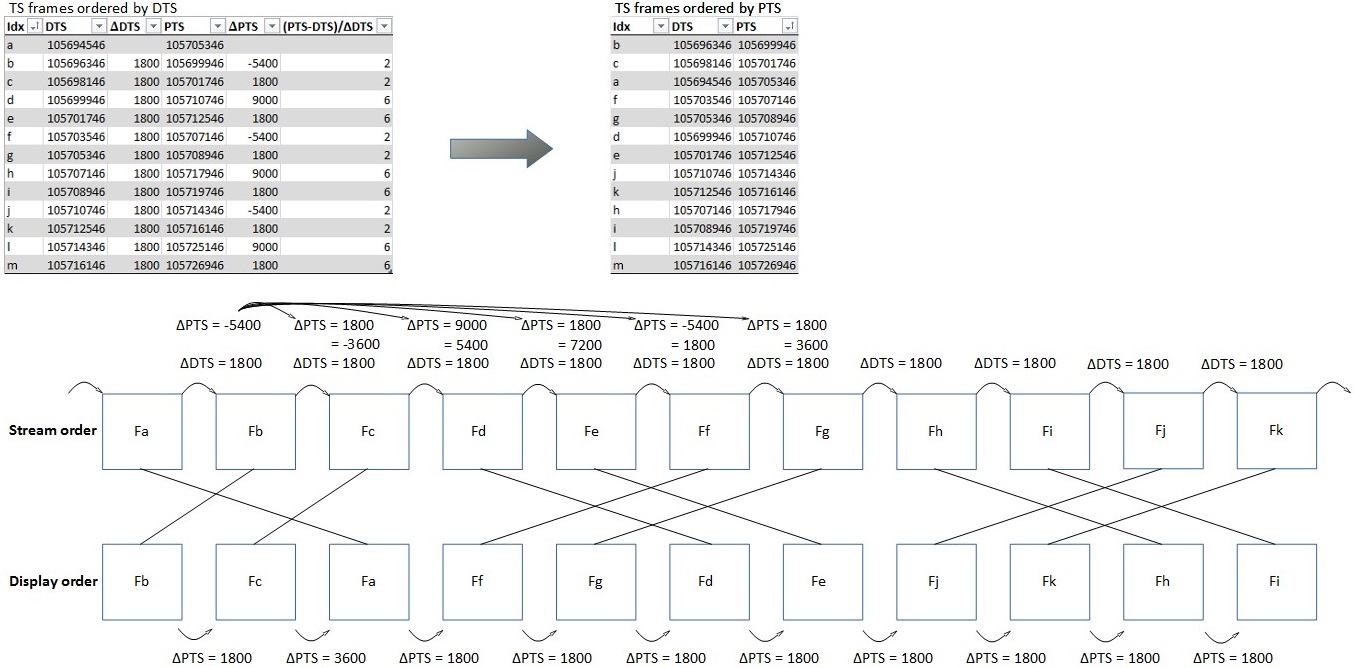 TS frames ordered by DTS
Idx DTS ΔDTS PTS ΔPTS (PTS-DTS)/ΔDTS
a 105694546 105705346
b 105696346 1800 105699946 -5400 2
c 105698146 1800 105701746 1800 2
d 105699946 1800 105710746 9000 6
e 105701746 1800 105712546 1800 6
f 105703546 1800 105707146 -5400 2
g 105705346 1800 105708946 1800 2
h 105707146 1800 105717946 9000 6
i 105708946 1800 105719746 1800 6
j 105710746 1800 105714346 -5400 2
k 105712546 1800 105716146 1800 2
l 105714346 1800 105725146 9000 6
m 105716146 1800 105726946 1800 6
TS frames ordered by PTS
Idx DTS PTS
b 105696346 105699946
c 105698146 105701746
a 105694546 105705346
f 105703546 105707146
g 105705346 105708946
d 105699946 105710746
e 105701746 105712546
j 105710746 105714346
k 105712546 105716146
h 105707146 105717946
i 105708946 105719746
l 105714346 105725146
m 105716146 105726946
ΔPTS = -5400 ΔPTS = 1800 ΔPTS = 9000 ΔPTS = 1800 ΔPTS = -5400 ΔPTS = 1800
= -3600 = 5400 = 7200 = 1800 = 3600
ΔDTS = 1800 ΔDTS = 1800 ΔDTS = 1800 ΔDTS = 1800 ΔDTS = 1800 ΔDTS = 1800 ΔDTS = 1800 ΔDTS = 1800 ΔDTS = 1800 ΔDTS = 1800
Stream order Fa Fb Fc Fd Fe Ff Fg Fh Fi Fj Fk
Display order Fb Fc Fa Ff Fg Fd Fe Fj Fk Fh Fi
ΔPTS = 1800 ΔPTS = 3600 ΔPTS = 1800 ΔPTS = 1800 ΔPTS = 1800 ΔPTS = 1800 ΔPTS = 1800 ΔPTS = 1800 ΔPTS = 1800 ΔPTS = 1800